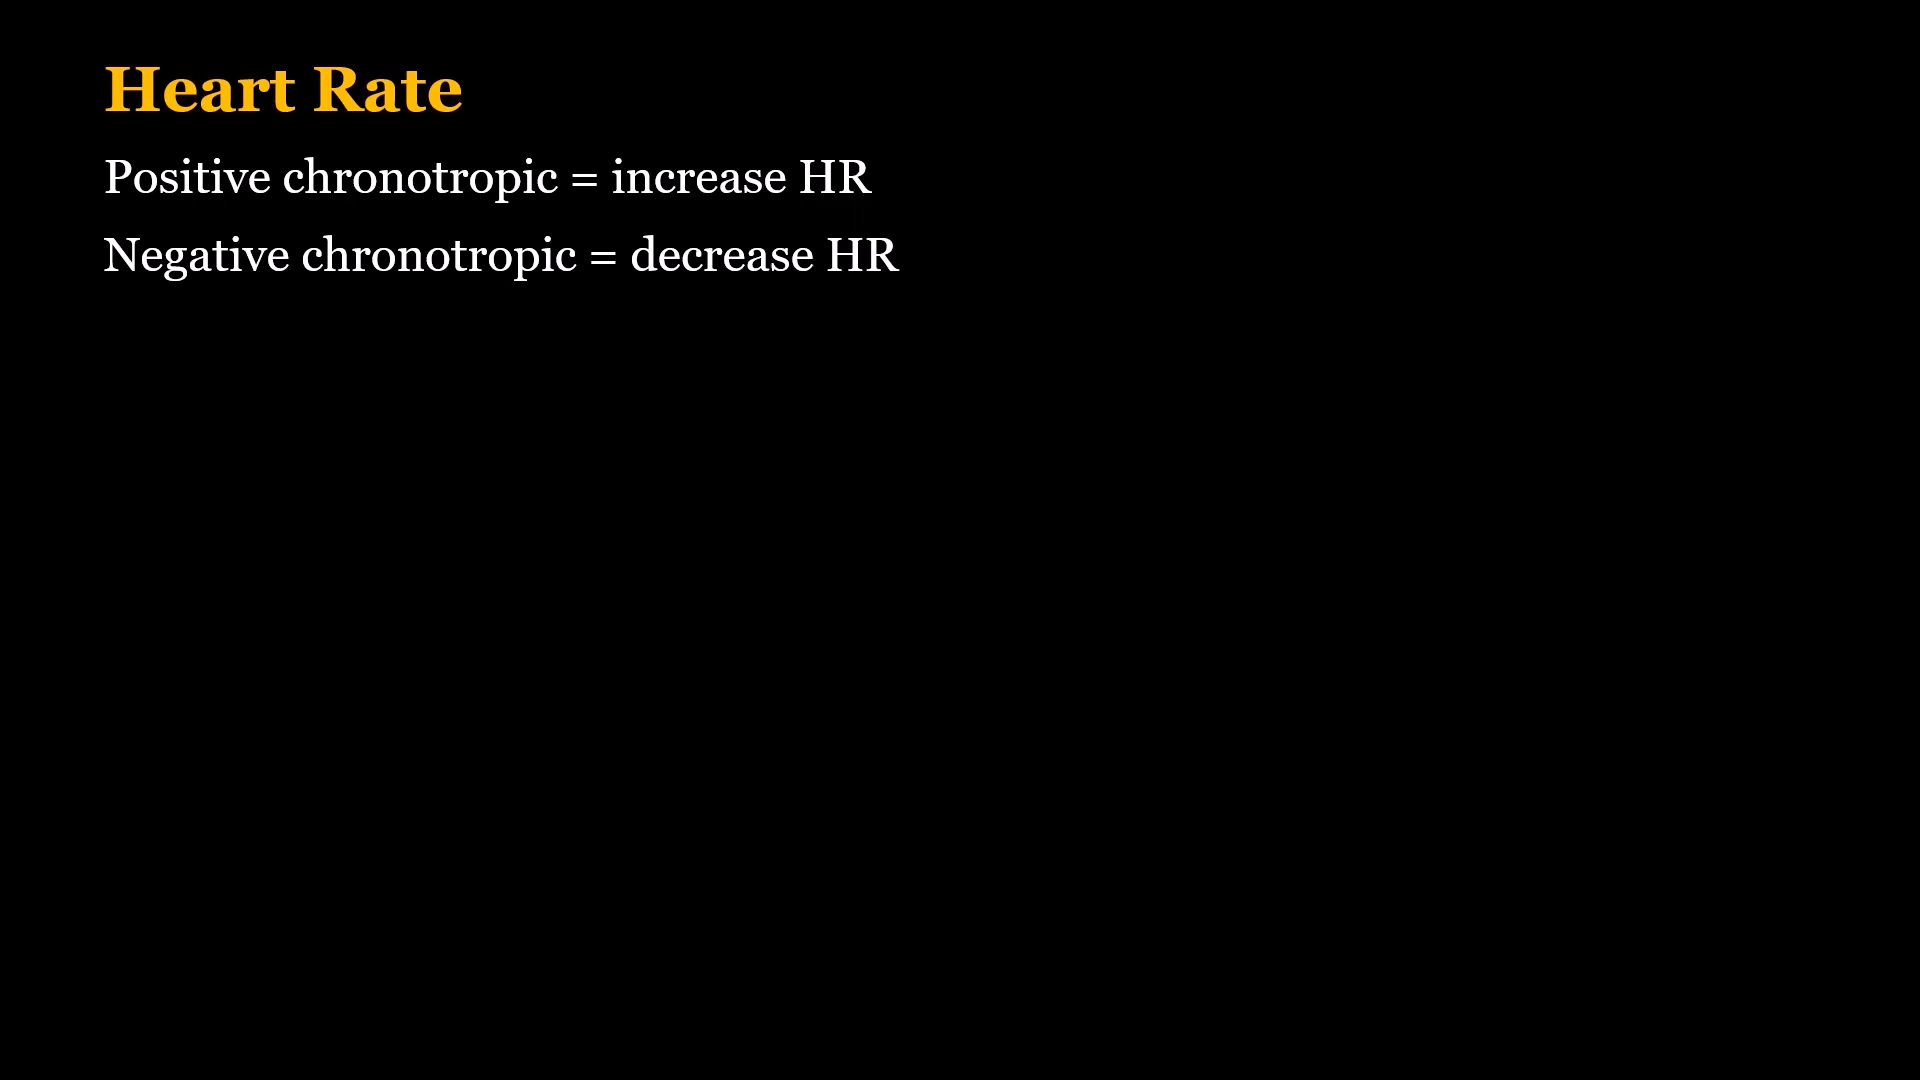 Heart Rate
Positive chronotropic = increase HR
Negative chronotropic = decrease HR